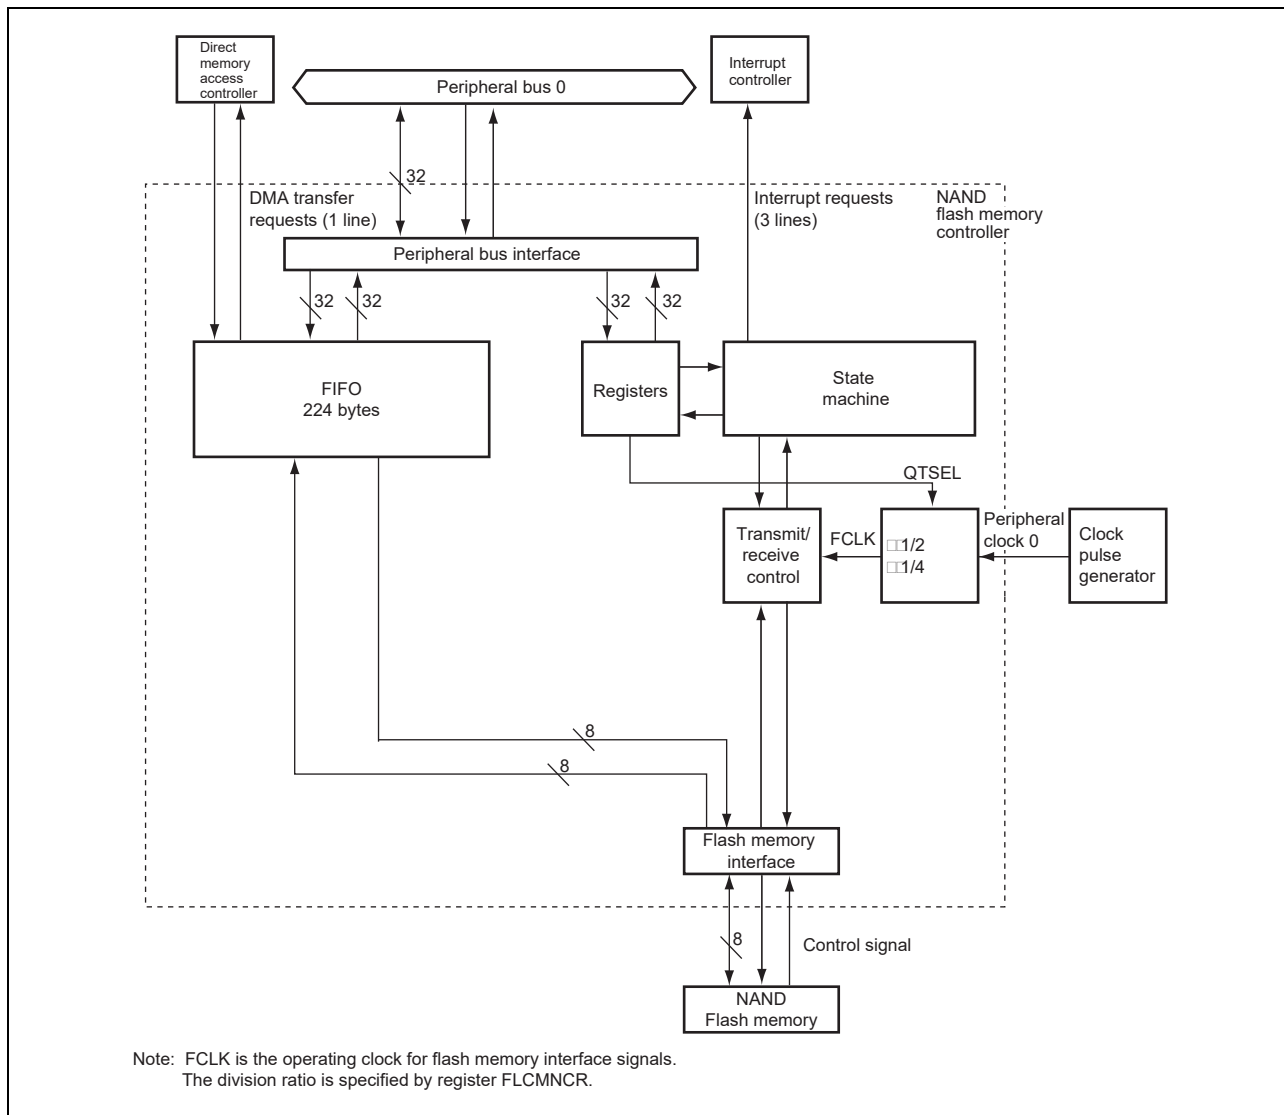 Direct
memory
access
controller
Peripheral bus 0
Interrupt
controller
32
DMA transfer
requests (1 line)
Interrupt requests
(3 lines)
NAND
flash memory
controller
Peripheral bus interface
32
32
32
32
FIFO
224 bytes
Registers
State
machine
QTSEL
Transmit/
receive
control
FCLK
□□1/2
□□1/4
Peripheral
clock 0
Clock
pulse
generator
8
8
Flash memory
interface
8
Control signal
NAND
Flash memory
Note: FCLK is the operating clock for flash memory interface signals.
The division ratio is specified by register FLCMNCR.